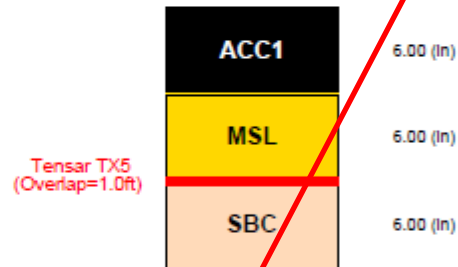 ACC1 6.00 (In)
MSL 6.00 (In)
Tensar TX5
(Overlap=1.0ft)
SBC 6.00 (In)